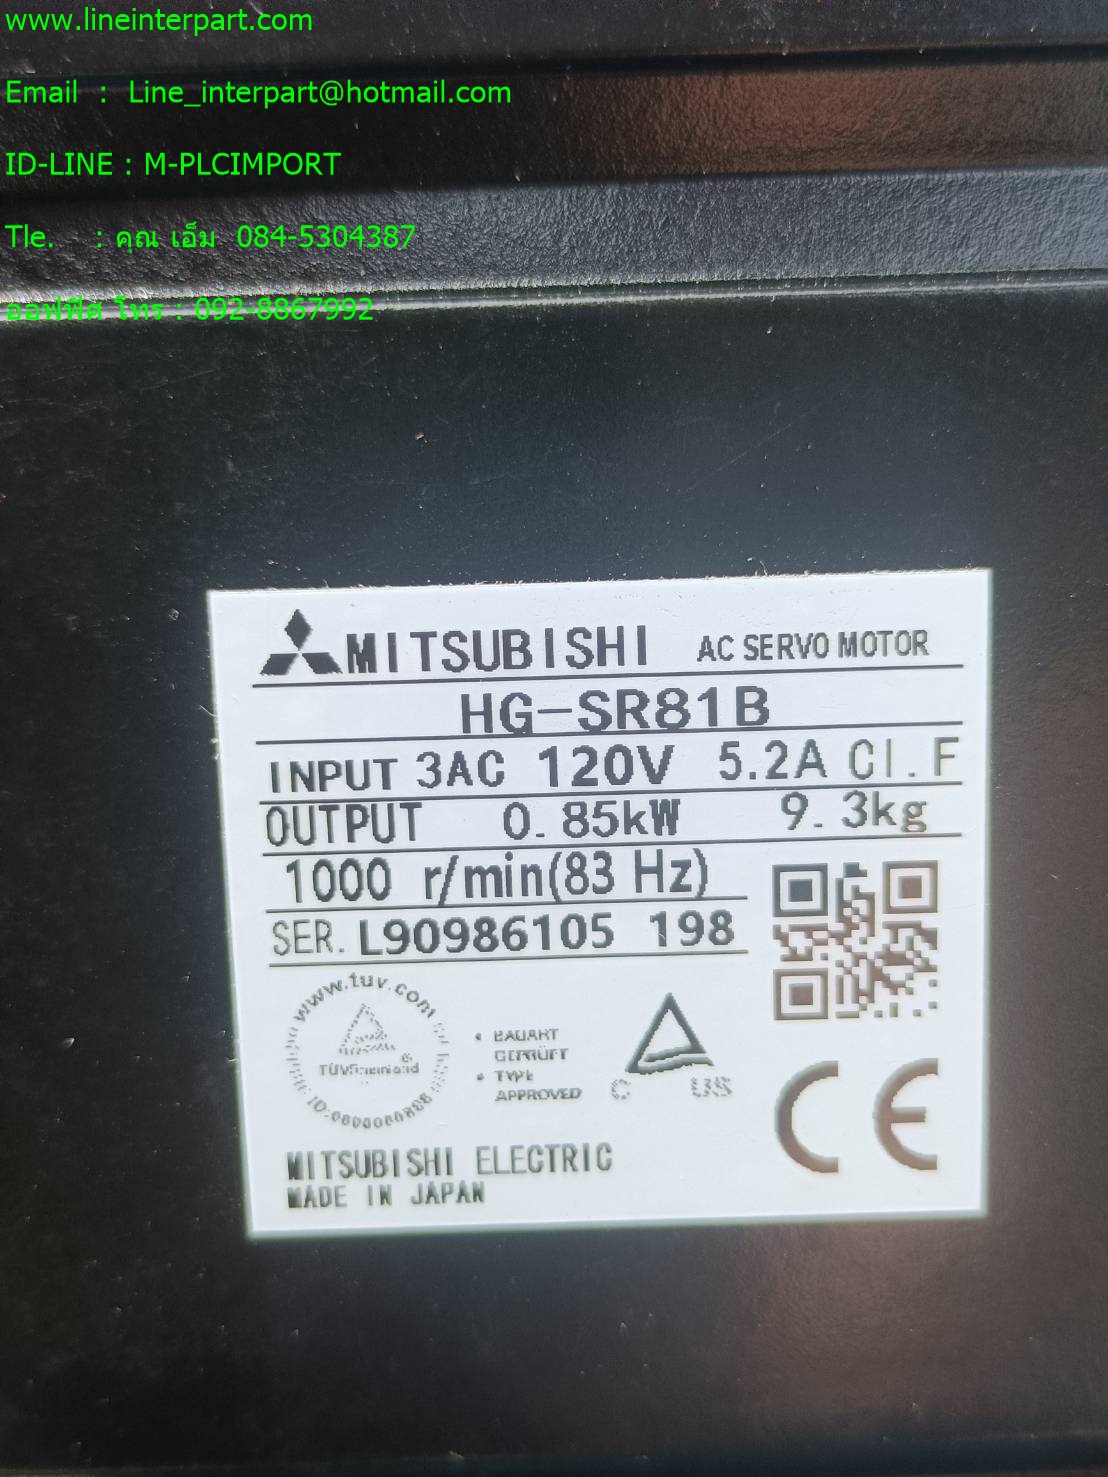 www.lineinterpart.com
Email : Line_interpart@hotmail.com
ID-LINE : M-PLCIMPORT
Tle. : คุณ เอ็ม 084-5304387
ออฟฟิศ โทร : 092-8867992
MITSUBISHI AC SERVO MOTOR
HG-SR81B
INPUT 3AC 120V 5.2A CI.F
OUTPUT 0.85kW 9.3kg
1000 r/min(83 Hz)
SER. L90986105 198
www.tuv.com
TÜVRheinland®
BAUART
GEPRÜFT
TYPE
APPROVED
C US
CE
MITSUBISHI ELECTRIC
MADE IN JAPAN